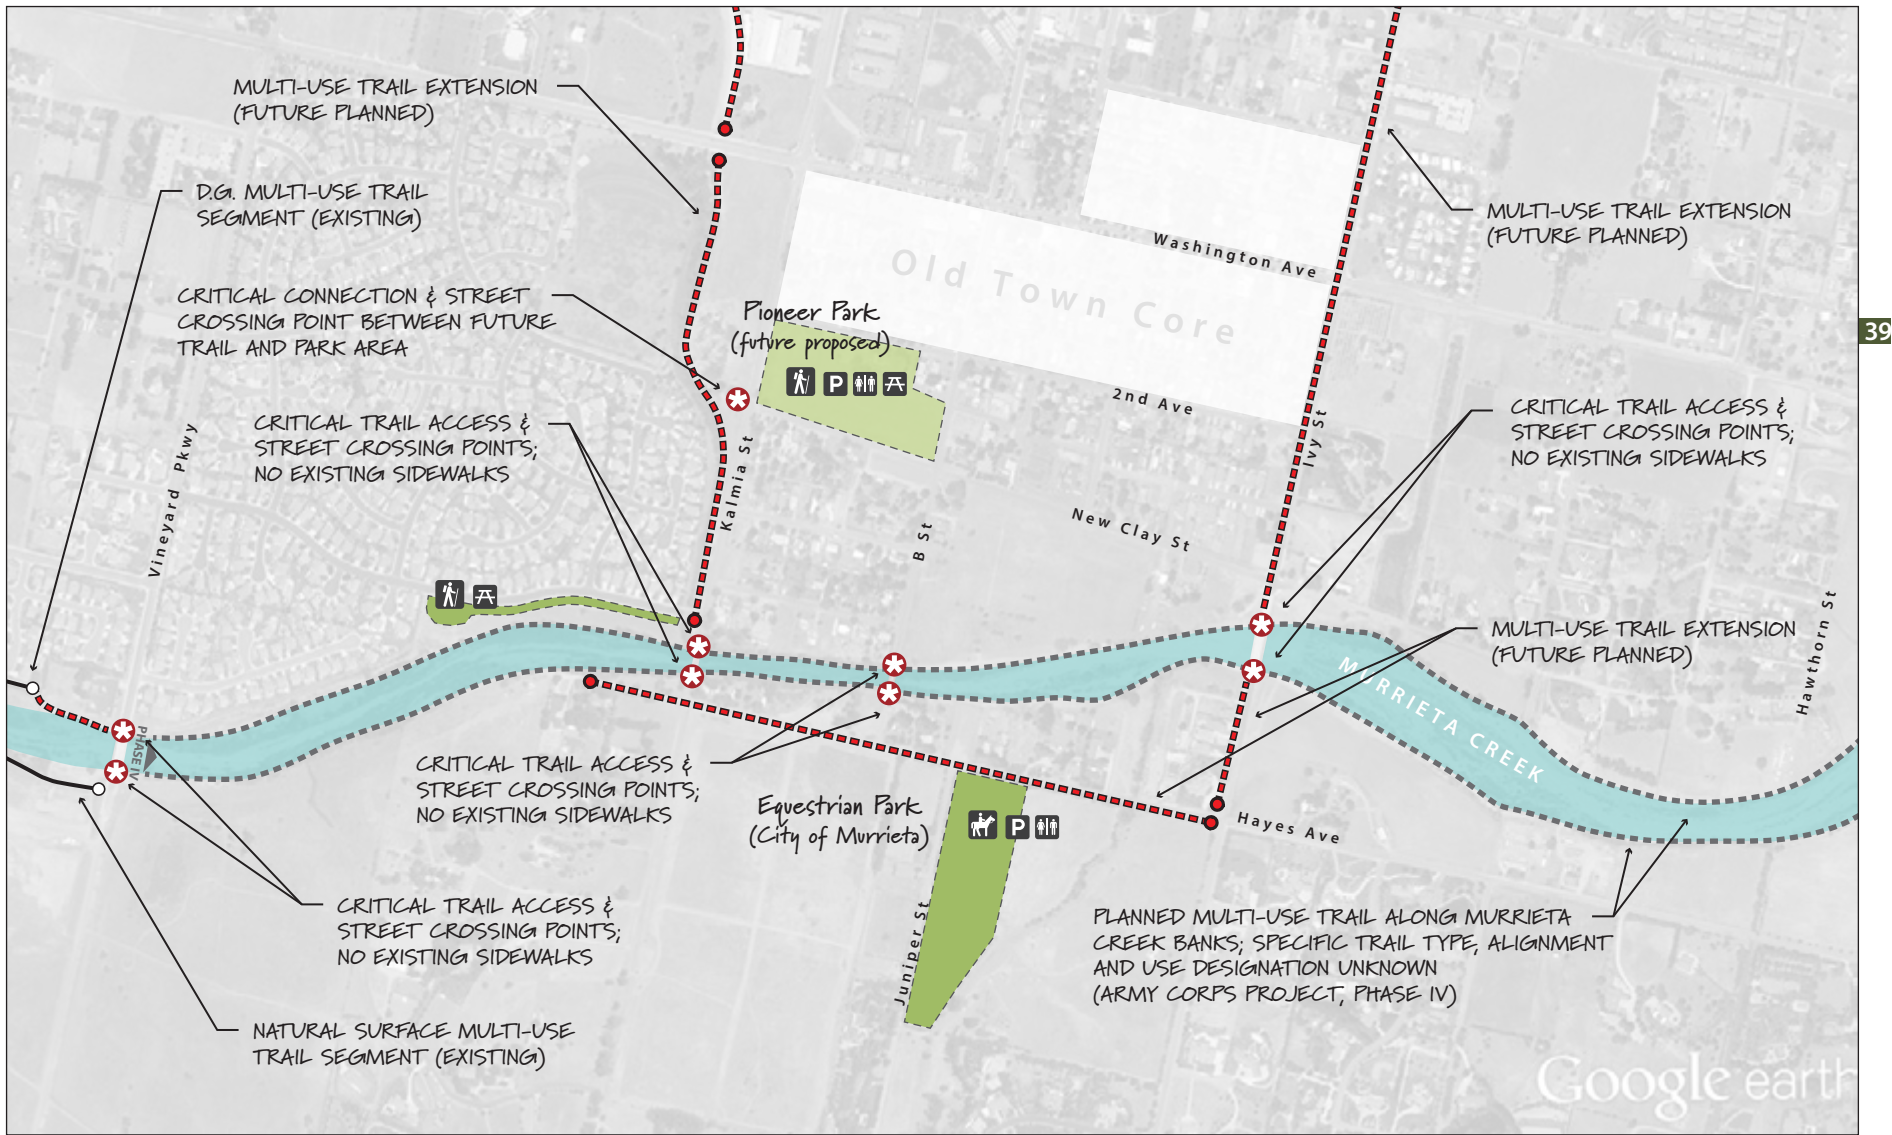 MULTI-USE TRAIL EXTENSION
(FUTURE PLANNED)
D.G. MULTI-USE TRAIL
SEGMENT (EXISTING)
MULTI-USE TRAIL EXTENSION
(FUTURE PLANNED)
Washington Ave
Old Town Core
CRITICAL CONNECTION & STREET
CROSSING POINT BETWEEN FUTURE
TRAIL AND PARK AREA
Pioneer Park
(future proposed)
P
39
2nd Ave
Ivy St
CRITICAL TRAIL ACCESS &
STREET CROSSING POINTS;
NO EXISTING SIDEWALKS
CRITICAL TRAIL ACCESS &
STREET CROSSING POINTS;
NO EXISTING SIDEWALKS
Vineyard Pkwy
Kalmia St
B St
New Clay St
MULTI-USE TRAIL EXTENSION
(FUTURE PLANNED)
Hawthorn St
MURRIETA CREEK
PHASE IV
CRITICAL TRAIL ACCESS &
STREET CROSSING POINTS;
NO EXISTING SIDEWALKS
Equestrian Park
(City of Murrieta)
P
Hayes Ave
Juniper St
CRITICAL TRAIL ACCESS &
STREET CROSSING POINTS;
NO EXISTING SIDEWALKS
PLANNED MULTI-USE TRAIL ALONG MURRIETA
CREEK BANKS; SPECIFIC TRAIL TYPE, ALIGNMENT
AND USE DESIGNATION UNKNOWN
(ARMY CORPS PROJECT, PHASE IV)
NATURAL SURFACE MULTI-USE
TRAIL SEGMENT (EXISTING)
Google earth